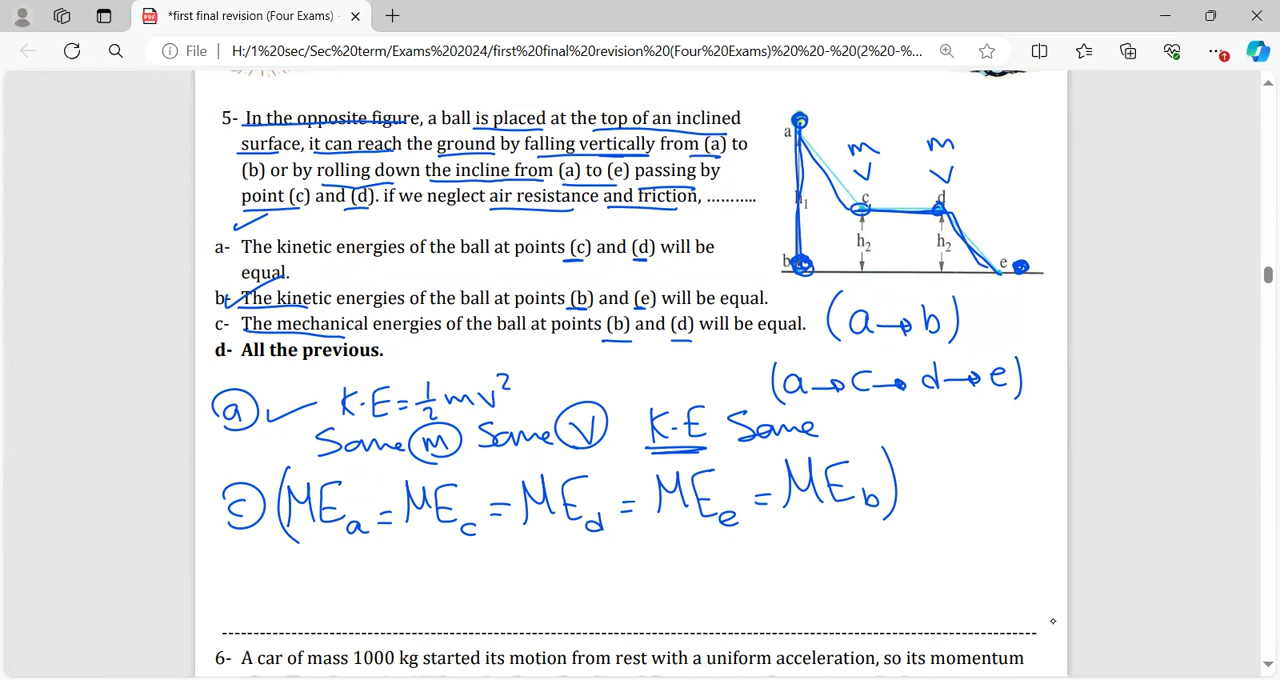 *first final revision (Four Exams) -
File
H:/1%20sec/Sec%20term/Exams%202024/first%20final%20revision%20(Four%20Exams)%20%20-%20(2%20-%...
5- In the opposite figure, a ball is placed at the top of an inclined
surface, it can reach the ground by falling vertically from (a) to
(b) or by rolling down the incline from (a) to (e) passing by
point (c) and (d). if we neglect air resistance and friction, ...........
a- The kinetic energies of the ball at points (c) and (d) will be
equal.
b- The kinetic energies of the ball at points (b) and (e) will be equal.
c- The mechanical energies of the ball at points (b) and (d) will be equal.
d- All the previous.
a
m m
v v
h1
c d
h2 h2
b e
(a→b)
(a→c→d→e)
a K.E = 1/2 mv²
Same m Same v K.E Same
c (MEa = MEc = MEd = MEe = MEb)
6- A car of mass 1000 kg started its motion from rest with a uniform acceleration, so its momentum